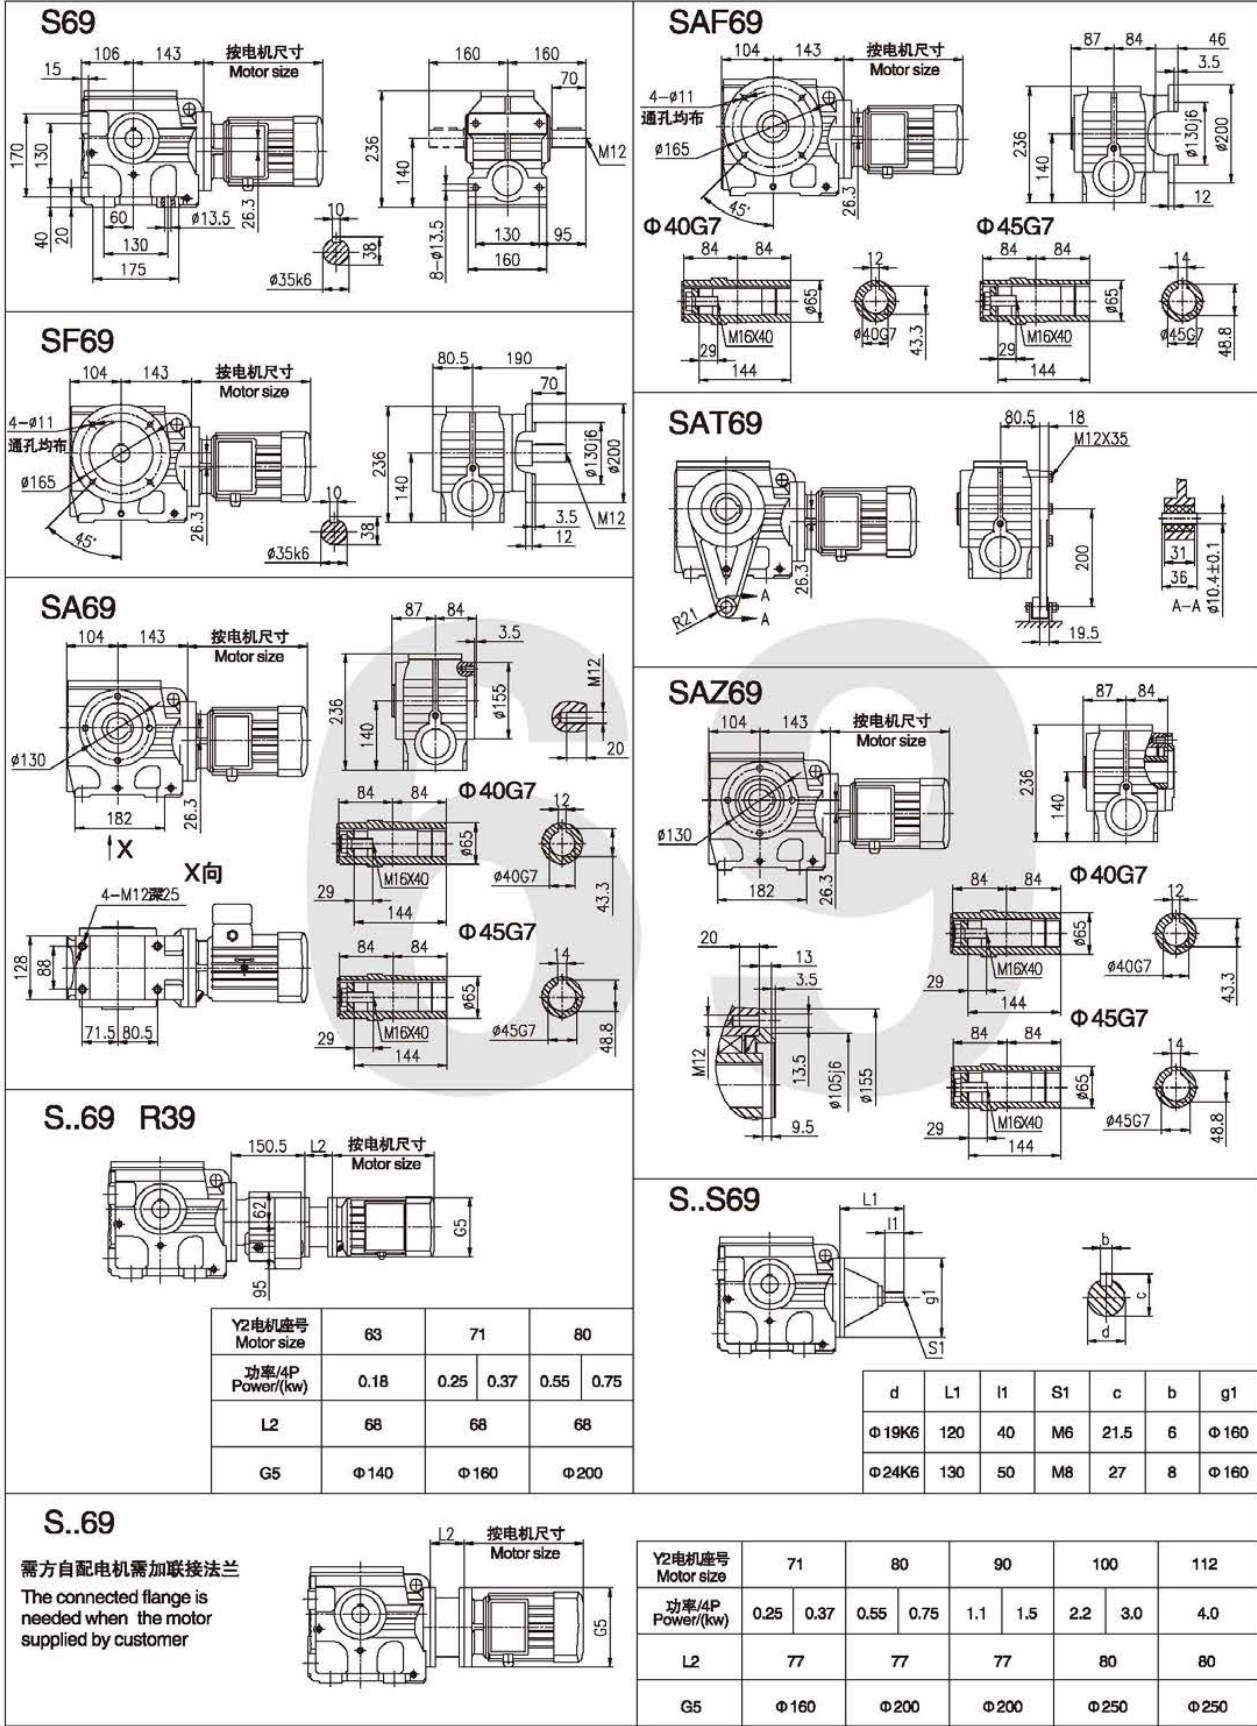 S69
106
143
按电机尺寸
Motor size
15
170
130
40
20
60
ø13.5
26.3
130
175
10
38
ø35k6
160
160
70
236
140
M12
8-ø13.5
130
95
160
SAF69
104
143
按电机尺寸
Motor size
4-ø11
通孔均布
ø165
45°
26.3
87
84
46
3.5
236
140
ø130j6
ø200
12
Φ40G7
84
84
12
ø65
M16X40
ø40G7
43.3
29
144
Φ45G7
84
84
14
ø65
M16X40
ø45G7
48.8
29
144
SF69
104
143
按电机尺寸
Motor size
4-ø11
通孔均布
ø165
45°
26.3
10
38
ø35k6
80.5
190
70
236
140
ø130j6
ø200
3.5
12
M12
SAT69
80.5
18
M12X35
R21
A
A
26.3
200
19.5
31
36
A-A
ø10.4±0.1
SA69
104
143
按电机尺寸
Motor size
ø130
182
26.3
X
87
84
3.5
236
140
ø155
M12
20
Φ40G7
84
84
12
ø65
M16X40
ø40G7
43.3
29
144
X向
4-M12深25
128
88
71.5
80.5
Φ45G7
84
84
14
ø65
M16X40
ø45G7
48.8
29
144
SAZ69
104
143
按电机尺寸
Motor size
ø130
182
26.3
87
84
236
140
Φ40G7
84
84
12
ø65
M16X40
ø40G7
43.3
29
144
20
13
3.5
M12
13.5
ø105j6
ø155
9.5
Φ45G7
84
84
14
ø65
M16X40
ø45G7
48.8
29
144
69
S..69 R39
150.5
L2
按电机尺寸
Motor size
62
95
G5
Y2电机座号
Motor size
63 71 80
功率/4P
Power/(kw)
0.18 0.25 0.37 0.55 0.75
L2 68 68 68
G5 Φ140 Φ160 Φ200
S..S69
L1
l1
g1
S1
b
c
d
d L1 l1 S1 c b g1
Φ19K6 120 40 M6 21.5 6 Φ160
Φ24K6 130 50 M8 27 8 Φ160
S..69
需方自配电机需加联接法兰
The connected flange is
needed when the motor
supplied by customer
L2
按电机尺寸
Motor size
G5
Y2电机座号
Motor size
71 80 90 100 112
功率/4P
Power/(kw)
0.25 0.37 0.55 0.75 1.1 1.5 2.2 3.0 4.0
L2 77 77 77 80 80
G5 Φ160 Φ200 Φ200 Φ250 Φ250